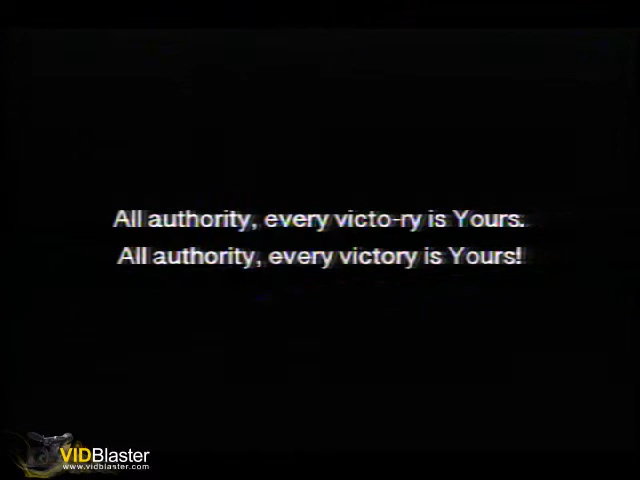 All authority, every victo-ry is Yours.
All authority, every victory is Yours!
VIDBlaster
www.vidblaster.com